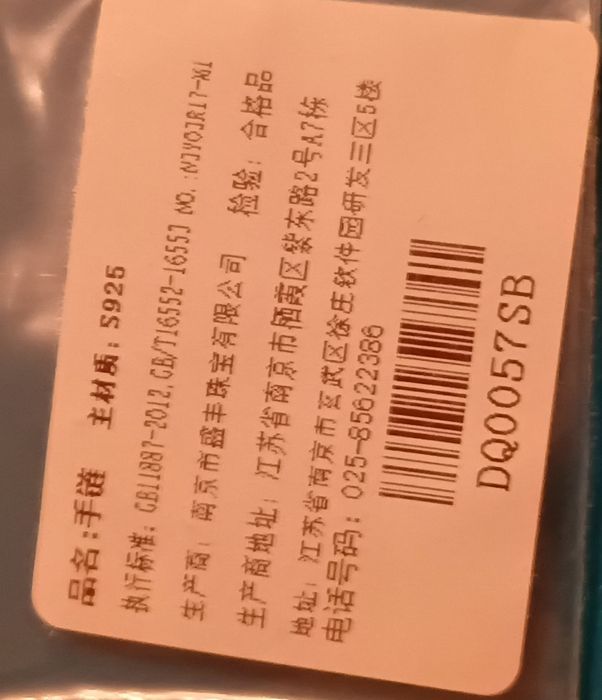 品名:手链 主材质:S925
执行标准:GB11887-2012,GB/T16552-16553 NO.:NJYOJR17-X61
生产商:南京市盛丰珠宝有限公司 检验:合格品
生产商地址:江苏省南京市栖霞区紫东路2号A7栋
地址:江苏省南京市玄武区徐庄软件园研发三区5楼
电话号码:025-85622386
DQ0057SB